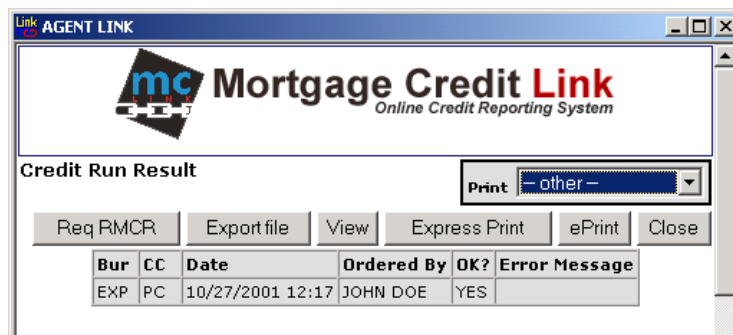 Link AGENT LINK
mc Mortgage Credit Link
LINK Online Credit Reporting System
Credit Run Result
Print -- other --
Req RMCR Export file View Express Print ePrint Close
Bur CC Date Ordered By OK? Error Message
EXP PC 10/27/2001 12:17 JOHN DOE YES